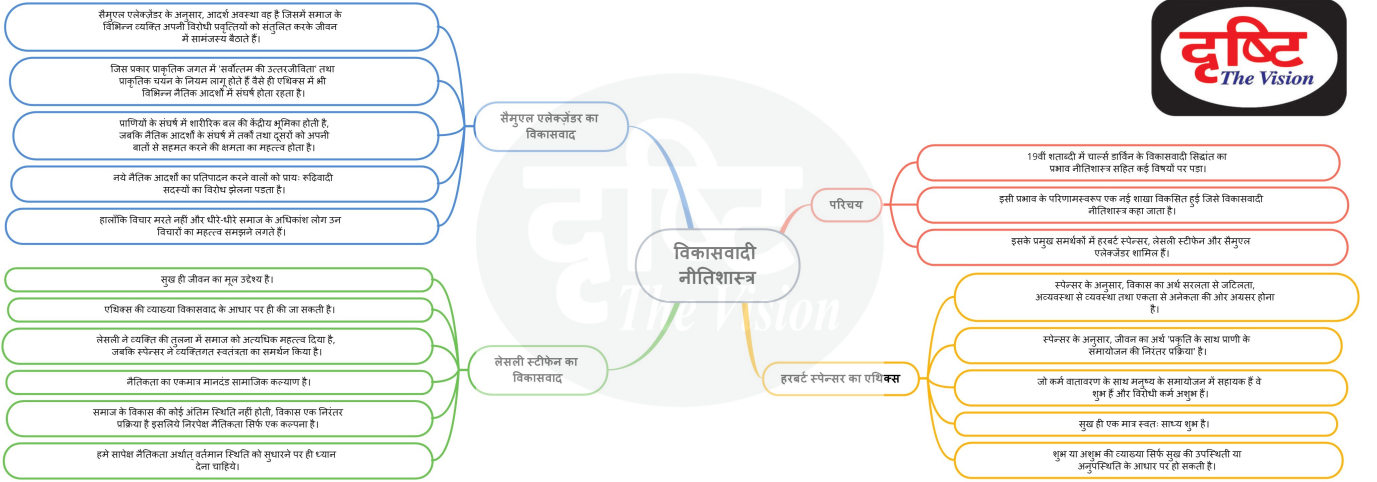 दृष्टि
The Vision
विकासवादी
नीतिशास्त्र
परिचय
19वीं शताब्दी में चार्ल्स डार्विन के विकासवादी सिद्धांत का
प्रभाव नीतिशास्त्र सहित कई विषयों पर पड़ा।
इसी प्रभाव के परिणामस्वरूप एक नई शाखा विकसित हुई जिसे विकासवादी
नीतिशास्त्र कहा जाता है।
इसके प्रमुख समर्थकों में हरबर्ट स्पेन्सर, लेसली स्टीफेन और सैमुएल
एलेक्जेंडर शामिल हैं।
हरबर्ट स्पेन्सर का एथिक्स
स्पेन्सर के अनुसार, विकास का अर्थ सरलता से जटिलता,
अव्यवस्था से व्यवस्था तथा एकता से अनेकता की ओर अग्रसर होना
है।
स्पेन्सर के अनुसार, जीवन का अर्थ 'प्रकृति के साथ प्राणी के
समायोजन की निरंतर प्रक्रिया' है।
जो कर्म वातावरण के साथ मनुष्य के समायोजन में सहायक हैं वे
शुभ हैं और विरोधी कर्म अशुभ हैं।
सुख ही एक मात्र स्वतः साध्य शुभ है।
शुभ या अशुभ की व्याख्या सिर्फ सुख की उपस्थिती या
अनुपस्थिति के आधार पर हो सकती है।
सैमुएल एलेक्ज़ेंडर का
विकासवाद
सैमुएल एलेक्ज़ेंडर के अनुसार, आदर्श अवस्था वह है जिसमें समाज के
विभिन्न व्यक्ति अपनी विरोधी प्रवृत्तियों को संतुलित करके जीवन
में सामंजस्य बैठाते हैं।
जिस प्रकार प्राकृतिक जगत में 'सर्वोत्तम की उत्तरजीविता' तथा
प्राकृतिक चयन के नियम लागू होते हैं वैसे ही एथिक्स में भी
विभिन्न नैतिक आदर्शों में संघर्ष होता रहता है।
प्राणियों के संघर्ष में शारीरिक बल की केंद्रीय भूमिका होती है,
जबकि नैतिक आदर्शों के संघर्ष में तर्कों तथा दूसरों को अपनी
बातों से सहमत करने की क्षमता का महत्त्व होता है।
नये नैतिक आदर्शों का प्रतिपादन करने वालों को प्रायः रूढ़िवादी
सदस्यों का विरोध झेलना पडता है।
हालाँकि विचार मरते नहीं और धीरे-धीरे समाज के अधिकांश लोग उन
विचारों का महत्त्व समझने लगते हैं।
लेसली स्टीफेन का
विकासवाद
सुख ही जीवन का मूल उद्देश्य है।
एथिक्स की व्याख्या विकासवाद के आधार पर ही की जा सकती है।
लेसली ने व्यक्ति की तुलना में समाज को अत्यधिक महत्त्व दिया है,
जबकि स्पेन्सर ने व्यक्तिगत स्वतंत्रता का समर्थन किया है।
नैतिकता का एकमात्र मानदंड सामाजिक कल्याण है।
समाज के विकास की कोई अंतिम स्थिति नहीं होती, विकास एक निरंतर
प्रक्रिया है इसलिये निरपेक्ष नैतिकता सिर्फ एक कल्पना है।
हमे सापेक्ष नैतिकता अर्थात् वर्तमान स्थिति को सुधारने पर ही ध्यान
देना चाहिये।
दृष्टि
The Vision